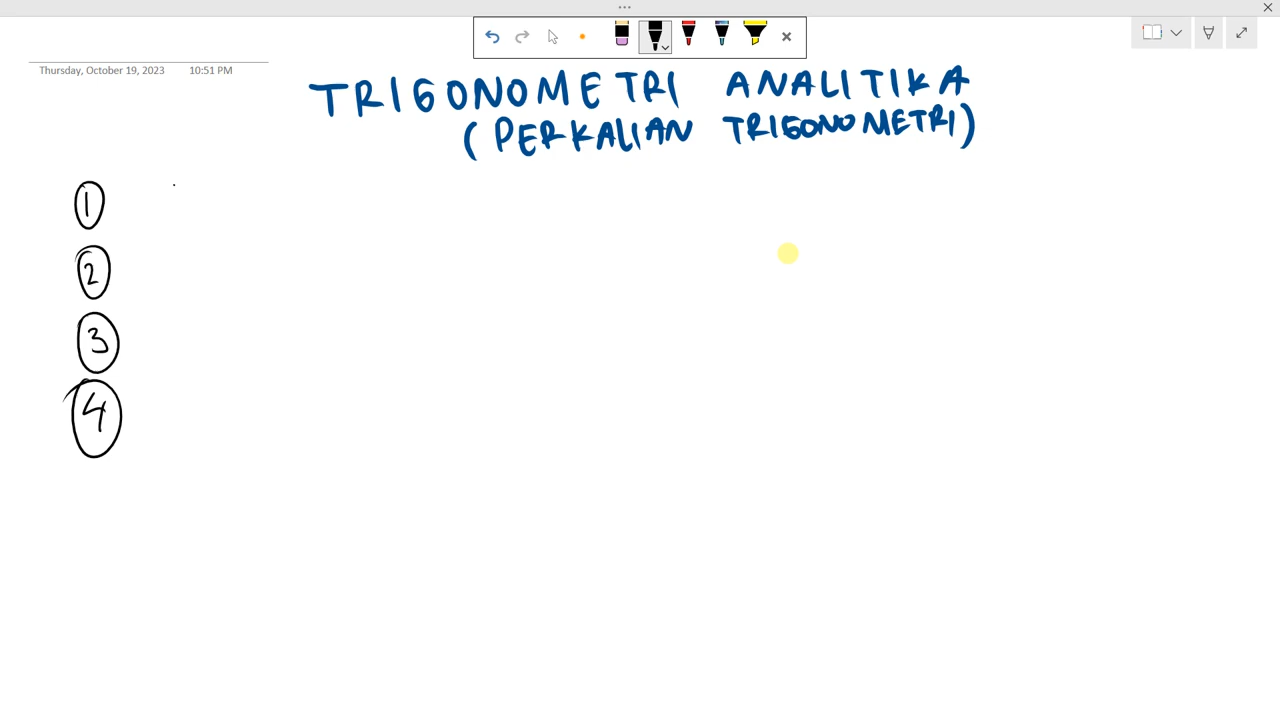 Thursday, October 19, 2023 10:51 PM
TRIGONOMETRI ANALITIKA
(PERKALIAN TRIGONOMETRI)
1
2
3
4